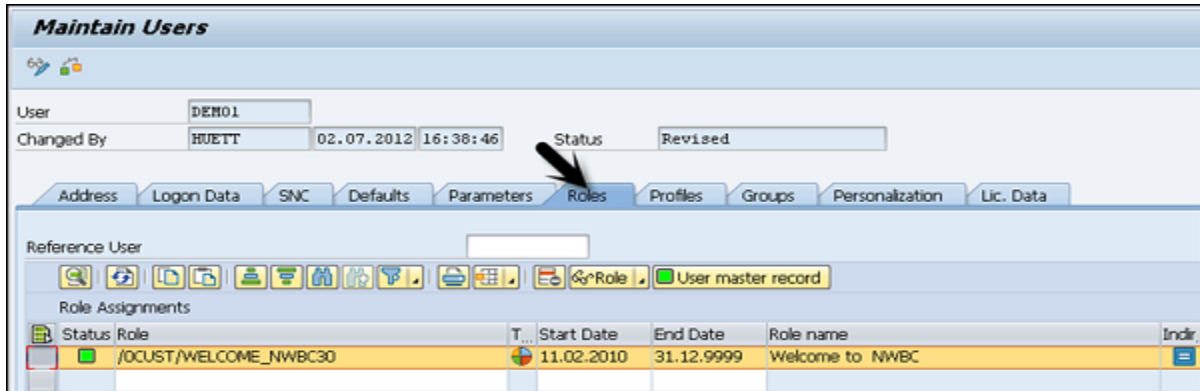 Maintain Users
User DEMO1
Changed By HUETT 02.07.2012 16:38:46 Status Revised
Address Logon Data SNC Defaults Parameters Roles Profiles Groups Personalization Lic. Data
Reference User
Role User master record
Role Assignments
Status Role T... Start Date End Date Role name Indir
/0CUST/WELCOME_NWBC30 11.02.2010 31.12.9999 Welcome to NWBC